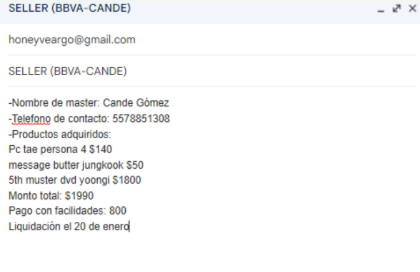 SELLER (BBVA-CANDE)
honeyveargo@gmail.com
SELLER (BBVA-CANDE)
-Nombre de master: Cande Gómez
-Telefono de contacto: 5578851308
-Productos adquiridos:
Pc tae persona 4 $140
message butter jungkook $50
5th muster dvd yoongi $1800
Monto total: $1990
Pago con facilidades: 800
Liquidación el 20 de enero